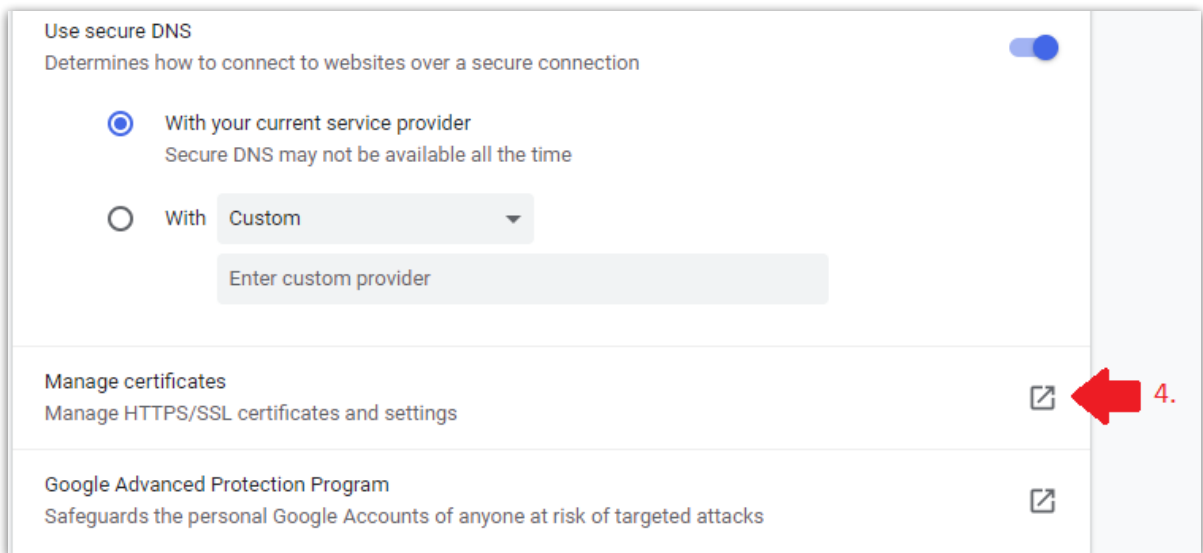 Use secure DNS
Determines how to connect to websites over a secure connection
With your current service provider
Secure DNS may not be available all the time
With Custom
Enter custom provider
Manage certificates
Manage HTTPS/SSL certificates and settings
4.
Google Advanced Protection Program
Safeguards the personal Google Accounts of anyone at risk of targeted attacks